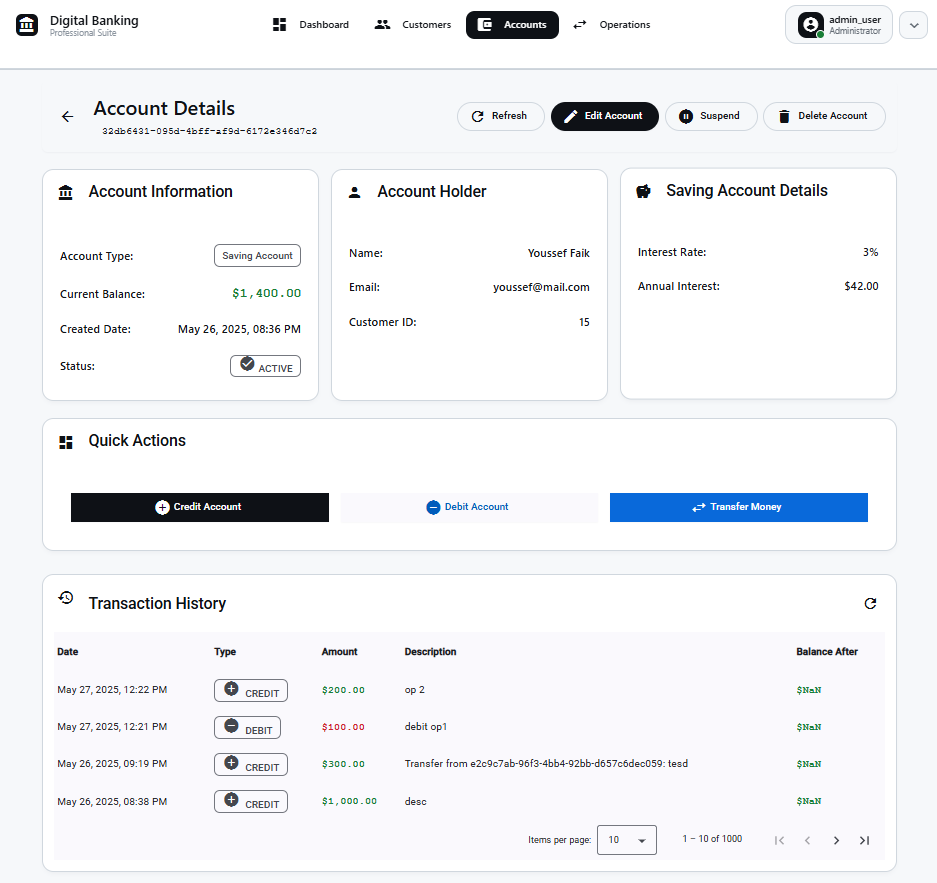 Digital Banking
Professional Suite
Dashboard
Customers
Accounts
Operations
admin_user
Administrator
Account Details
32db6431-095d-4bff-af9d-6172e346d7c2
Refresh
Edit Account
Suspend
Delete Account
Account Information
Account Type: Saving Account
Current Balance: $1,400.00
Created Date: May 26, 2025, 08:36 PM
Status: ACTIVE
Account Holder
Name: Youssef Faik
Email: youssef@mail.com
Customer ID: 15
Saving Account Details
Interest Rate: 3%
Annual Interest: $42.00
Quick Actions
Credit Account
Debit Account
Transfer Money
Transaction History
Date Type Amount Description Balance After
May 27, 2025, 12:22 PM CREDIT $200.00 op 2 $NaN
May 27, 2025, 12:21 PM DEBIT $100.00 debit op1 $NaN
May 26, 2025, 09:19 PM CREDIT $300.00 Transfer from e2c9c7ab-96f3-4bb4-92bb-d657c6dec059: tesd $NaN
May 26, 2025, 08:38 PM CREDIT $1,000.00 desc $NaN
Items per page: 10 1 – 10 of 1000